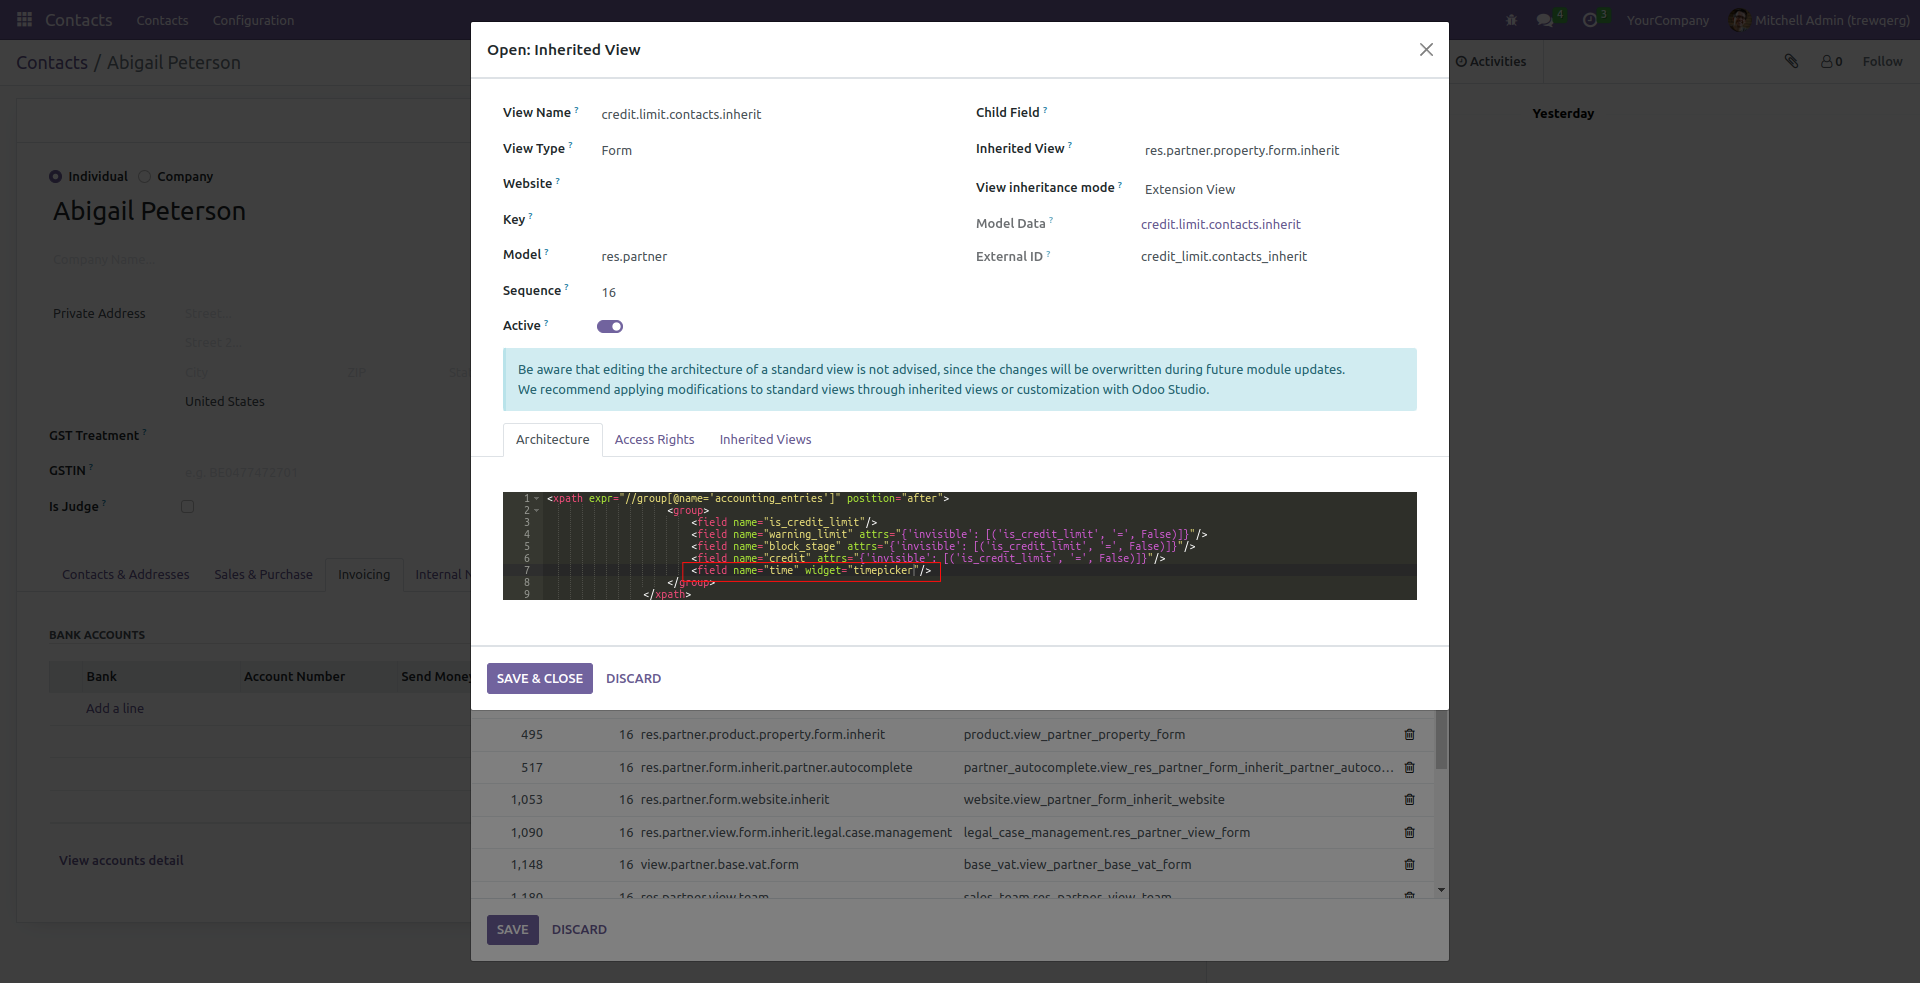 Contacts Contacts Configuration 4 3 YourCompany Mitchell Admin (trewqerg)
Contacts / Abigail Peterson
Activities 0 Follow
Yesterday
Individual Company
Abigail Peterson
Company Name...
Private Address Street...
Street 2...
City ZIP
United States
GST Treatment ?
GSTIN ? e.g. BE0477472701
Is Judge ?
Contacts & Addresses Sales & Purchase Invoicing Internal N
BANK ACCOUNTS
Bank Account Number Send Money
Add a line
View accounts detail
Open: Inherited View
View Name ? credit.limit.contacts.inherit
View Type ? Form
Website ?
Key ?
Model ? res.partner
Sequence ? 16
Active ?
Child Field ?
Inherited View ? res.partner.property.form.inherit
View inheritance mode ? Extension View
Model Data ? credit.limit.contacts.inherit
External ID ? credit_limit.contacts_inherit
Be aware that editing the architecture of a standard view is not advised, since the changes will be overwritten during future module updates.
We recommend applying modifications to standard views through inherited views or customization with Odoo Studio.
Architecture Access Rights Inherited Views
1 <xpath expr="//group[@name='accounting_entries']" position="after">
2 <group>
3 <field name="is_credit_limit"/>
4 <field name="warning_limit" attrs="{'invisible': [('is_credit_limit', '=', False)]}"/>
5 <field name="block_stage" attrs="{'invisible': [('is_credit_limit', '=', False)]}"/>
6 <field name="credit" attrs="{'invisible': [('is_credit_limit', '=', False)]}"/>
7 <field name="time" widget="timepicker"/>
8 </group>
9 </xpath>
SAVE & CLOSE DISCARD
495 16 res.partner.product.property.form.inherit product.view_partner_property_form
517 16 res.partner.form.inherit.partner.autocomplete partner_autocomplete.view_res_partner_form_inherit_partner_autoco...
1,053 16 res.partner.form.website.inherit website.view_partner_form_inherit_website
1,090 16 res.partner.view.form.inherit.legal.case.management legal_case_management.res_partner_view_form
1,148 16 view.partner.base.vat.form base_vat.view_partner_base_vat_form
1,180 16 res.partner.view.team sales_team.res_partner_view_team
SAVE DISCARD